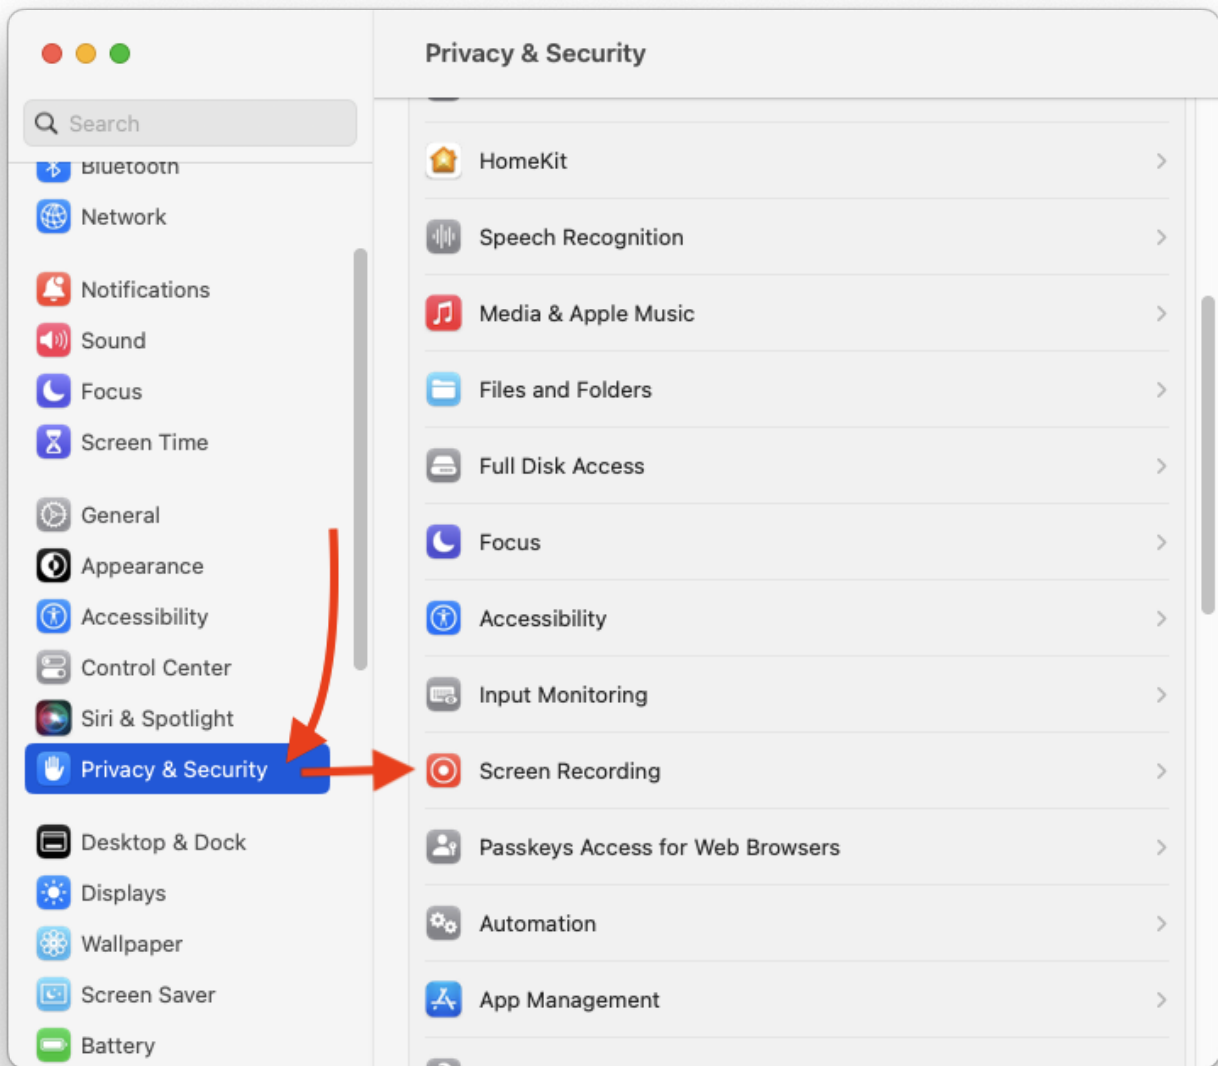 Privacy & Security
Search
Bluetooth
Network
Notifications
Sound
Focus
Screen Time
General
Appearance
Accessibility
Control Center
Siri & Spotlight
Privacy & Security
Desktop & Dock
Displays
Wallpaper
Screen Saver
Battery
HomeKit
Speech Recognition
Media & Apple Music
Files and Folders
Full Disk Access
Focus
Accessibility
Input Monitoring
Screen Recording
Passkeys Access for Web Browsers
Automation
App Management